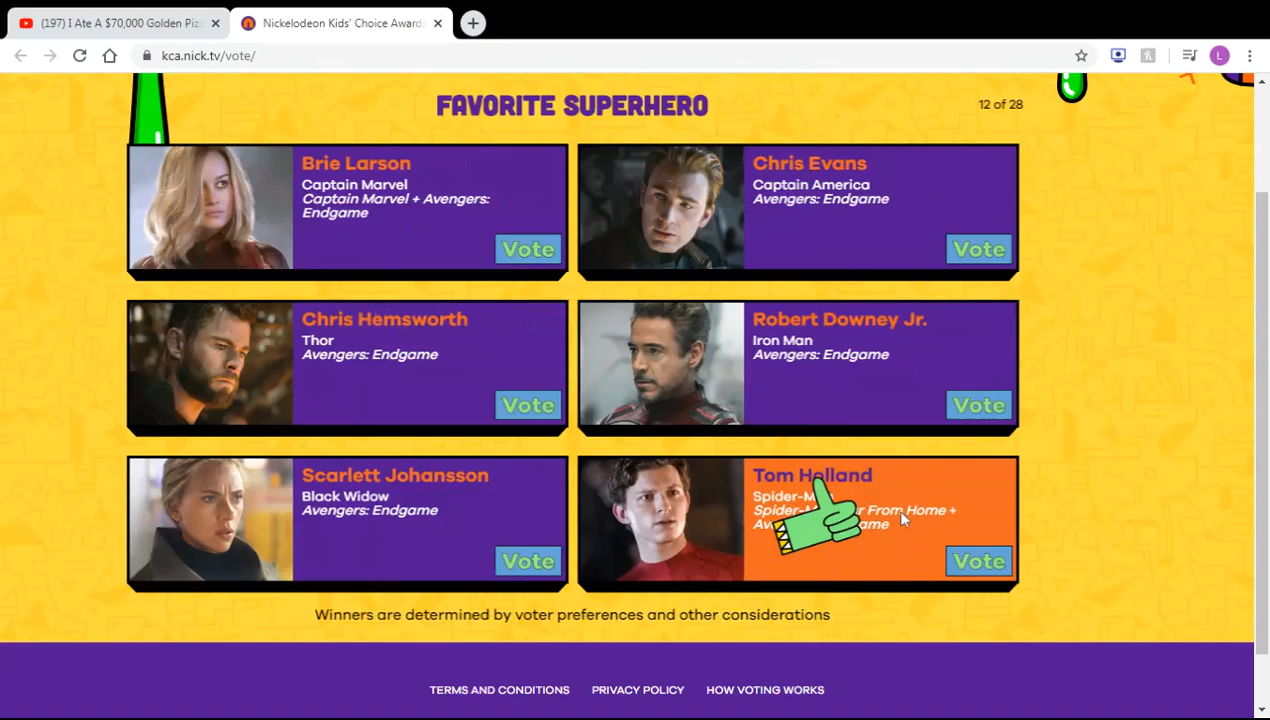 (197) I Ate A $70,000 Golden Piz
Nickelodeon Kids' Choice Award
kca.nick.tv/vote/
L
FAVORITE SUPERHERO
12 of 28
Brie Larson
Captain Marvel
Captain Marvel + Avengers:
Endgame
Vote
Chris Evans
Captain America
Avengers: Endgame
Vote
Chris Hemsworth
Thor
Avengers: Endgame
Vote
Robert Downey Jr.
Iron Man
Avengers: Endgame
Vote
Scarlett Johansson
Black Widow
Avengers: Endgame
Vote
Tom Holland
Spider-M
Spider-M r From Home +
Av ame
Vote
Winners are determined by voter preferences and other considerations
TERMS AND CONDITIONS PRIVACY POLICY HOW VOTING WORKS